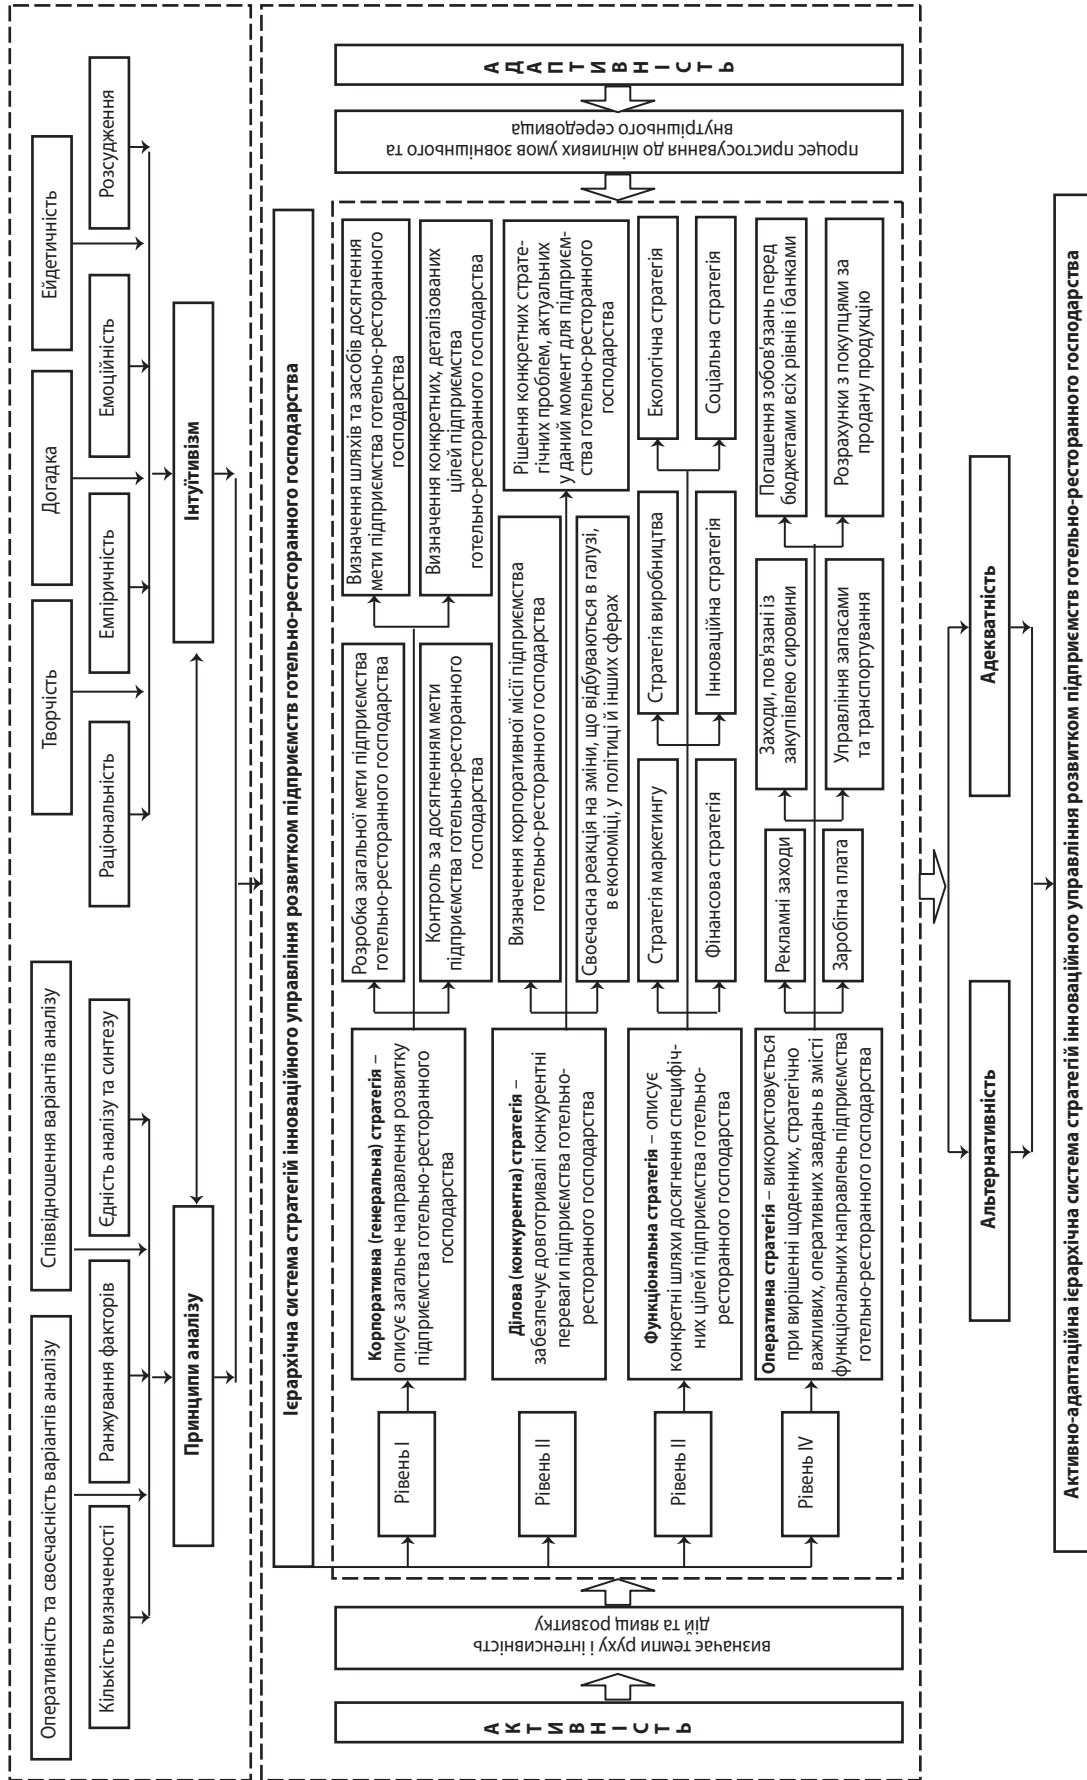 Оперативність та своєчасність варіантів аналізу
Співвідношення варіантів аналізу
Творчість
Догадка
Ейдетичність
Кількість визначеності
Ранжування факторів
Єдність аналізу та синтезу
Раціональність
Емпіричність
Емоційність
Розсудження
Принципи аналізу
Інтуїтивізм
Ієрархічна система стратегій інноваційного управління розвитком підприємств готельно-ресторанного господарства
АКТИВНІСТЬ
визначає темпи руху і інтенсивність
дій та явищ розвитку
Рівень I
Корпоративна (генеральна) стратегія –
описує загальне направлення розвитку
підприємства готельно-ресторанного
господарства
Розробка загальної мети підприємства
готельно-ресторанного господарства
Контроль за досягненням мети
підприємства готельно-ресторанного
господарства
Визначення шляхів та засобів досягнення
мети підприємства готельно-ресторанного
господарства
Визначення конкретних, деталізованих
цілей підприємства
готельно-ресторанного господарства
Рівень II
Ділова (конкурентна) стратегія –
забезпечує довготривалі конкурентні
переваги підприємства готельно-
ресторанного господарства
Визначення корпоративної місії підприємства
готельно-ресторанного господарства
Своєчасна реакція на зміни, що відбуваються в галузі,
в економіці, у політиці й інших сферах
Рішення конкретних страте-
гічних проблем, актуальних
у даний момент для підприєм-
ства готельно-ресторанного
господарства
Рівень II
Функціональна стратегія – описує
конкретні шляхи досягнення специфіч-
них цілей підприємства готельно-
ресторанного господарства
Стратегія маркетингу
Фінансова стратегія
Стратегія виробництва
Інноваційна стратегія
Екологічна стратегія
Соціальна стратегія
Рівень IV
Оперативна стратегія – використовується
при вирішенні щоденних, стратегічно
важливих, оперативних завдань в змісті
функціональних направлень підприємства
готельно-ресторанного господарства
Рекламні заходи
Заробітна плата
Заходи, пов'язані із
закупівлею сировини
Управління запасами
та транспортування
Погашення зобов'язань перед
бюджетами всіх рівнів і банками
Розрахунки з покупцями за
продану продукцію
процес пристосування до мінливих умов зовнішнього та
внутрішнього середовища
АДАПТИВНІСТЬ
Альтернативність
Адекватність
Активно-адаптаційна ієрархічна система стратегій інноваційного управління розвитком підприємств готельно-ресторанного господарства